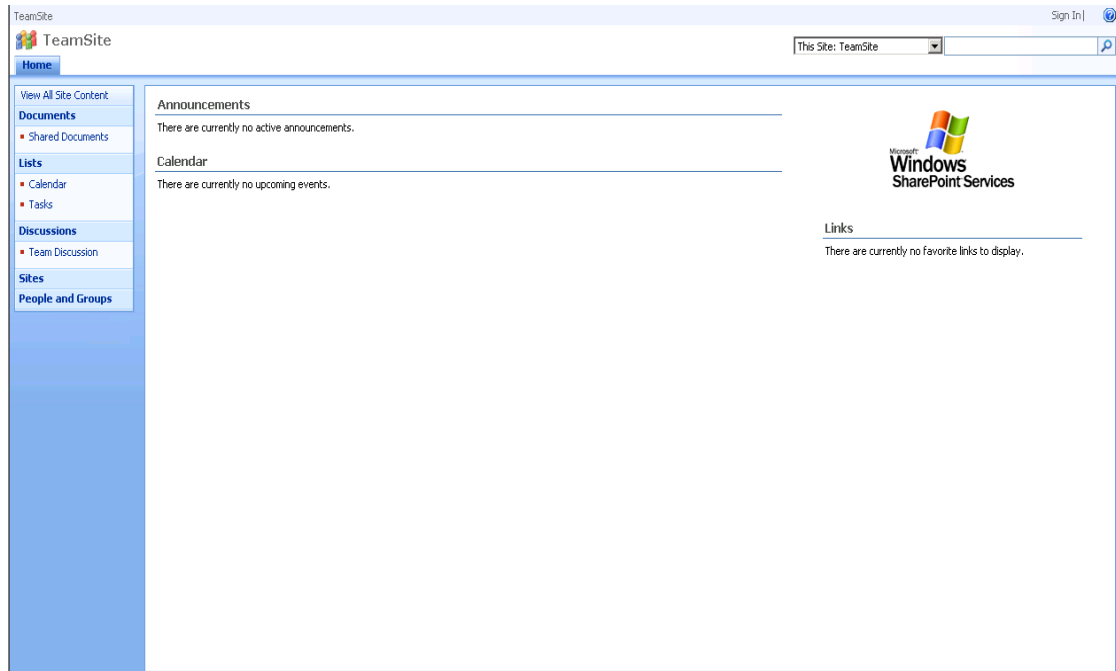 TeamSite
Sign In|
TeamSite
This Site: TeamSite
Home
View All Site Content
Documents
Shared Documents
Lists
Calendar
Tasks
Discussions
Team Discussion
Sites
People and Groups
Announcements
There are currently no active announcements.
Calendar
There are currently no upcoming events.
Microsoft
Windows
SharePoint Services
Links
There are currently no favorite links to display.